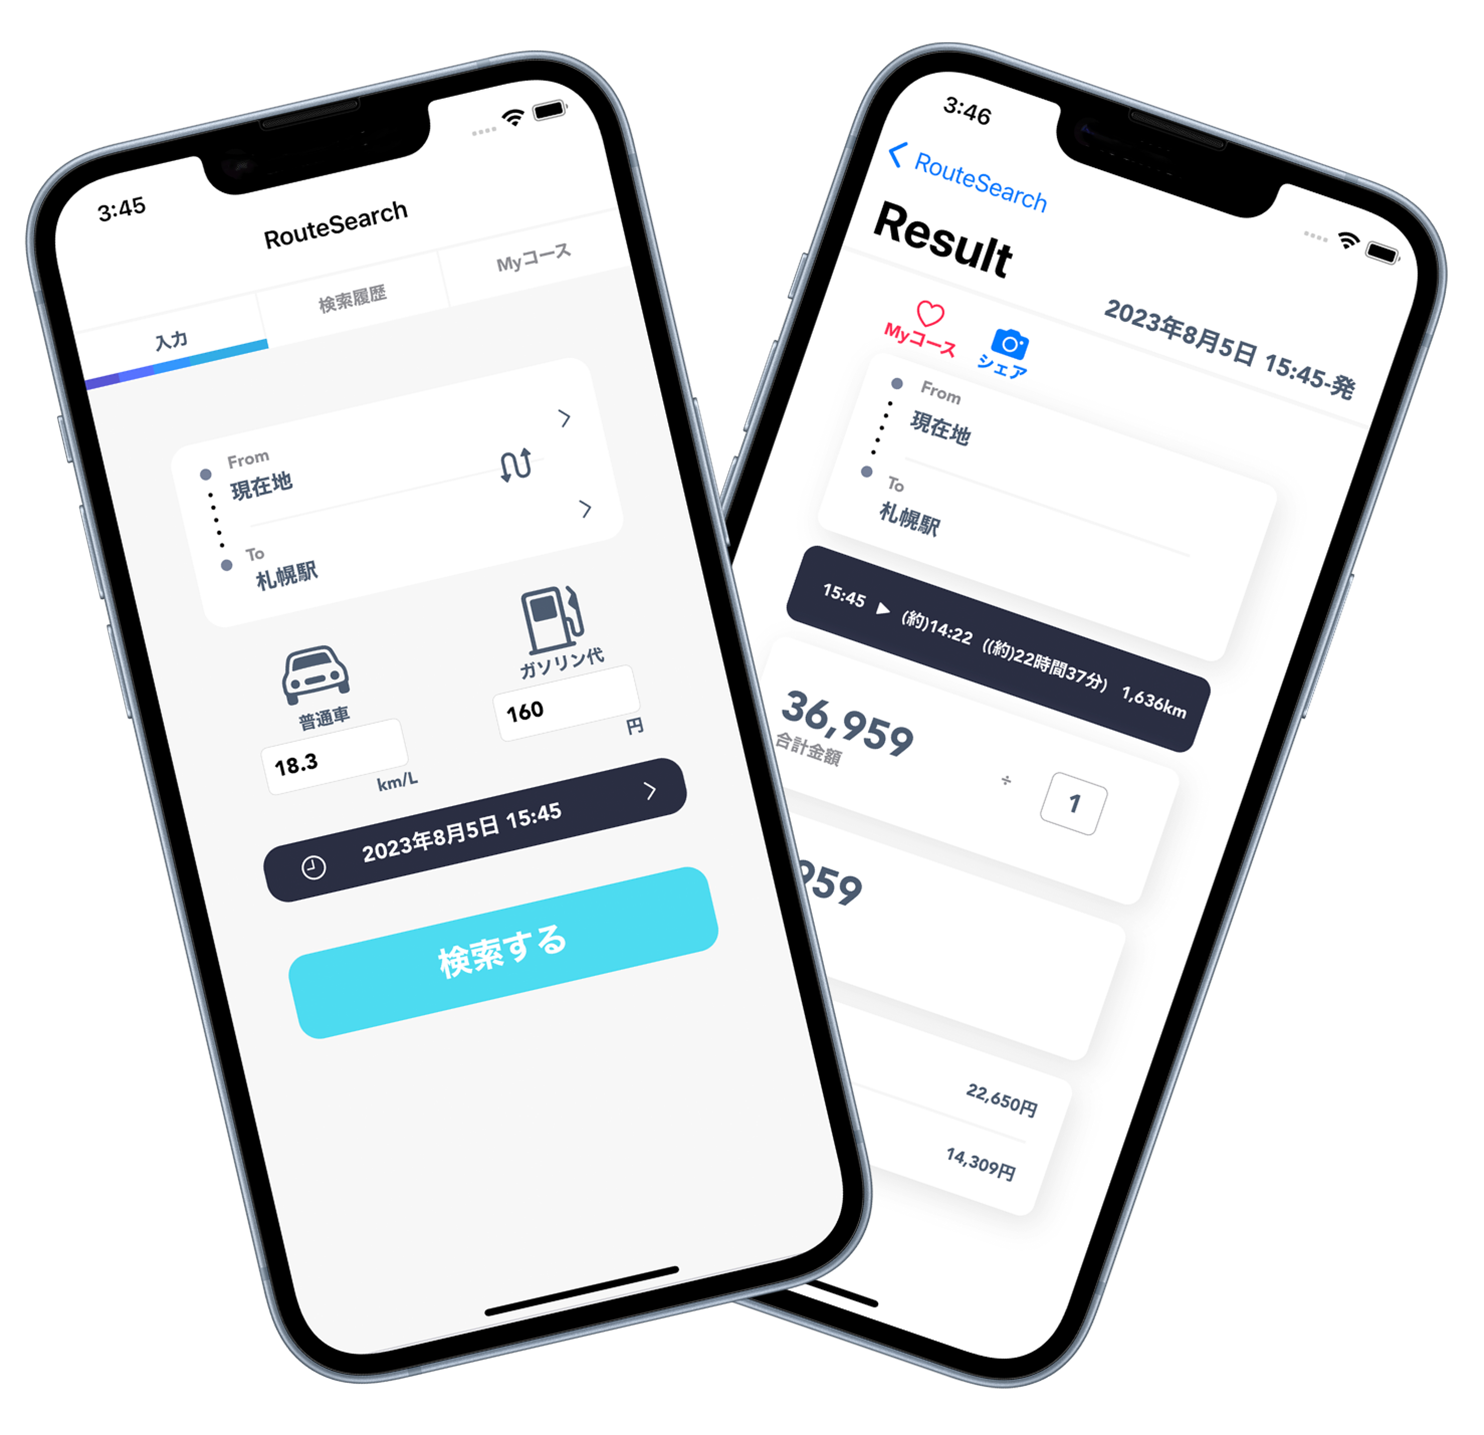 3:45
RouteSearch
入力
検索履歴
Myコース
From
現在地
To
札幌駅
普通車
18.3
km/L
ガソリン代
160
円
2023年8月5日 15:45
検索する
3:46
RouteSearch
Result
2023年8月5日 15:45-発
Myコース
シェア
From
現在地
To
札幌駅
15:45 ▶ (約)14:22 ((約)22時間37分) 1,636km
36,959
合計金額
÷
1
959
22,650円
14,309円